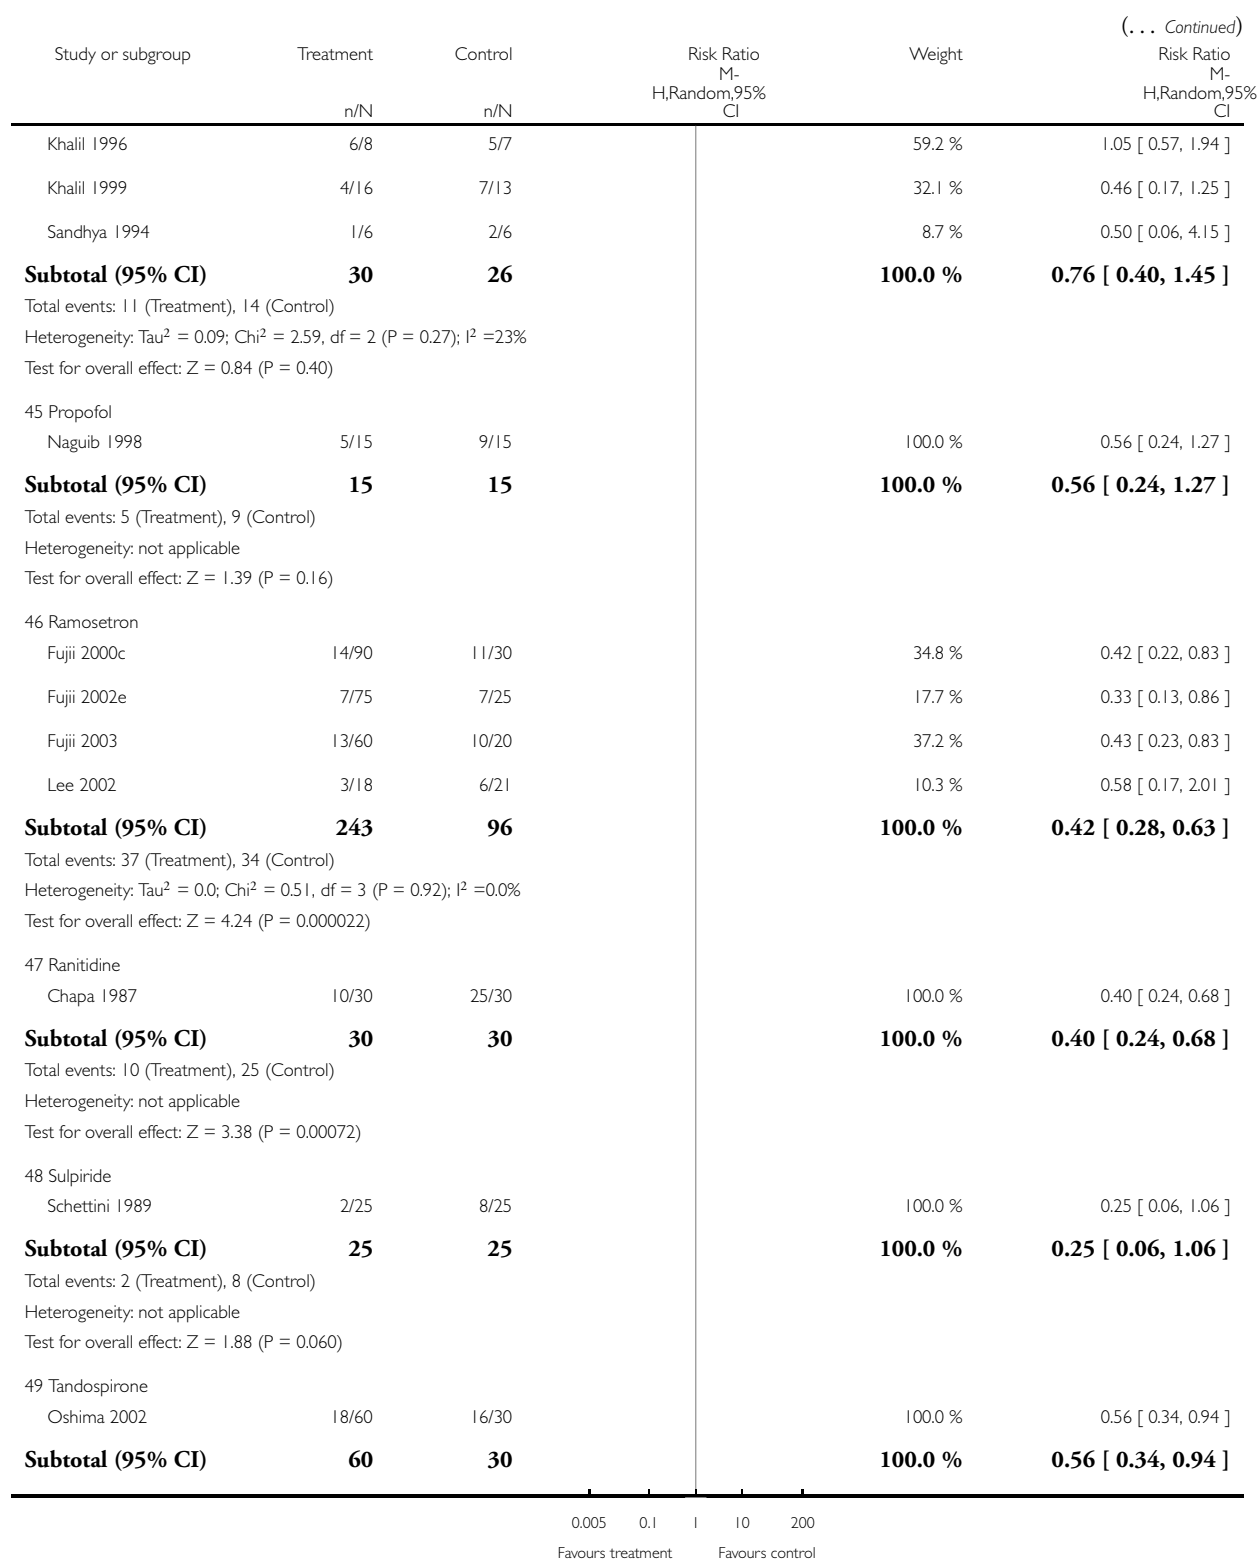 (... Continued)
Study or subgroup Treatment Control Risk Ratio Weight Risk Ratio
M- M-
H,Random,95% H,Random,95%
n/N n/N CI CI
Khalil 1996 6/8 5/7 59.2 % 1.05 [ 0.57, 1.94 ]
Khalil 1999 4/16 7/13 32.1 % 0.46 [ 0.17, 1.25 ]
Sandhya 1994 1/6 2/6 8.7 % 0.50 [ 0.06, 4.15 ]
Subtotal (95% CI) 30 26 100.0 % 0.76 [ 0.40, 1.45 ]
Total events: 11 (Treatment), 14 (Control)
Heterogeneity: Tau² = 0.09; Chi² = 2.59, df = 2 (P = 0.27); I² =23%
Test for overall effect: Z = 0.84 (P = 0.40)
45 Propofol
Naguib 1998 5/15 9/15 100.0 % 0.56 [ 0.24, 1.27 ]
Subtotal (95% CI) 15 15 100.0 % 0.56 [ 0.24, 1.27 ]
Total events: 5 (Treatment), 9 (Control)
Heterogeneity: not applicable
Test for overall effect: Z = 1.39 (P = 0.16)
46 Ramosetron
Fujii 2000c 14/90 11/30 34.8 % 0.42 [ 0.22, 0.83 ]
Fujii 2002e 7/75 7/25 17.7 % 0.33 [ 0.13, 0.86 ]
Fujii 2003 13/60 10/20 37.2 % 0.43 [ 0.23, 0.83 ]
Lee 2002 3/18 6/21 10.3 % 0.58 [ 0.17, 2.01 ]
Subtotal (95% CI) 243 96 100.0 % 0.42 [ 0.28, 0.63 ]
Total events: 37 (Treatment), 34 (Control)
Heterogeneity: Tau² = 0.0; Chi² = 0.51, df = 3 (P = 0.92); I² =0.0%
Test for overall effect: Z = 4.24 (P = 0.000022)
47 Ranitidine
Chapa 1987 10/30 25/30 100.0 % 0.40 [ 0.24, 0.68 ]
Subtotal (95% CI) 30 30 100.0 % 0.40 [ 0.24, 0.68 ]
Total events: 10 (Treatment), 25 (Control)
Heterogeneity: not applicable
Test for overall effect: Z = 3.38 (P = 0.00072)
48 Sulpiride
Schettini 1989 2/25 8/25 100.0 % 0.25 [ 0.06, 1.06 ]
Subtotal (95% CI) 25 25 100.0 % 0.25 [ 0.06, 1.06 ]
Total events: 2 (Treatment), 8 (Control)
Heterogeneity: not applicable
Test for overall effect: Z = 1.88 (P = 0.060)
49 Tandospirone
Oshima 2002 18/60 16/30 100.0 % 0.56 [ 0.34, 0.94 ]
Subtotal (95% CI) 60 30 100.0 % 0.56 [ 0.34, 0.94 ]
0.005 0.1 1 10 200
Favours treatment Favours control